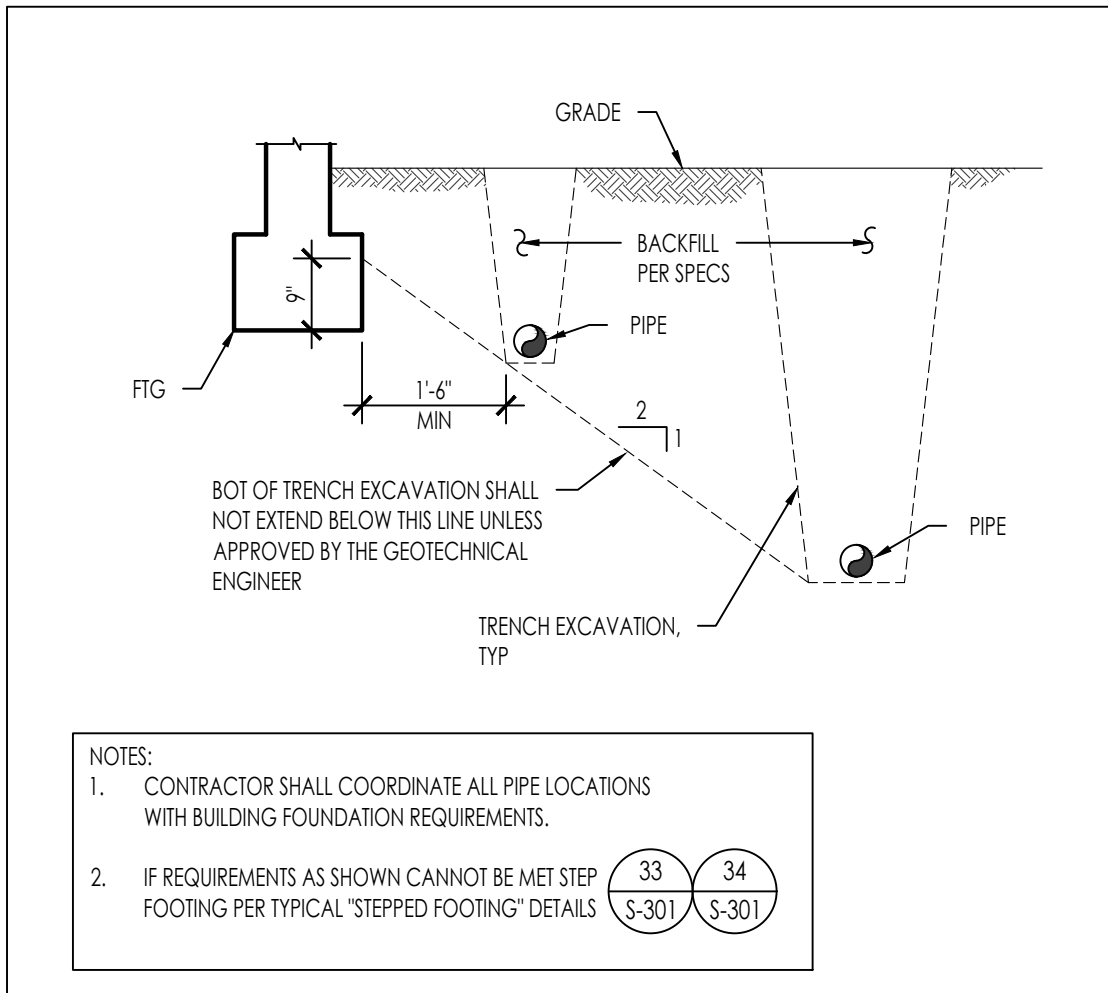 GRADE
BACKFILL
PER SPECS
9"
PIPE
FTG
1'-6"
MIN
2
1
BOT OF TRENCH EXCAVATION SHALL
NOT EXTEND BELOW THIS LINE UNLESS
APPROVED BY THE GEOTECHNICAL
ENGINEER
PIPE
TRENCH EXCAVATION,
TYP
NOTES:
1. CONTRACTOR SHALL COORDINATE ALL PIPE LOCATIONS
WITH BUILDING FOUNDATION REQUIREMENTS.
2. IF REQUIREMENTS AS SHOWN CANNOT BE MET STEP
FOOTING PER TYPICAL "STEPPED FOOTING" DETAILS
33
S-301
34
S-301